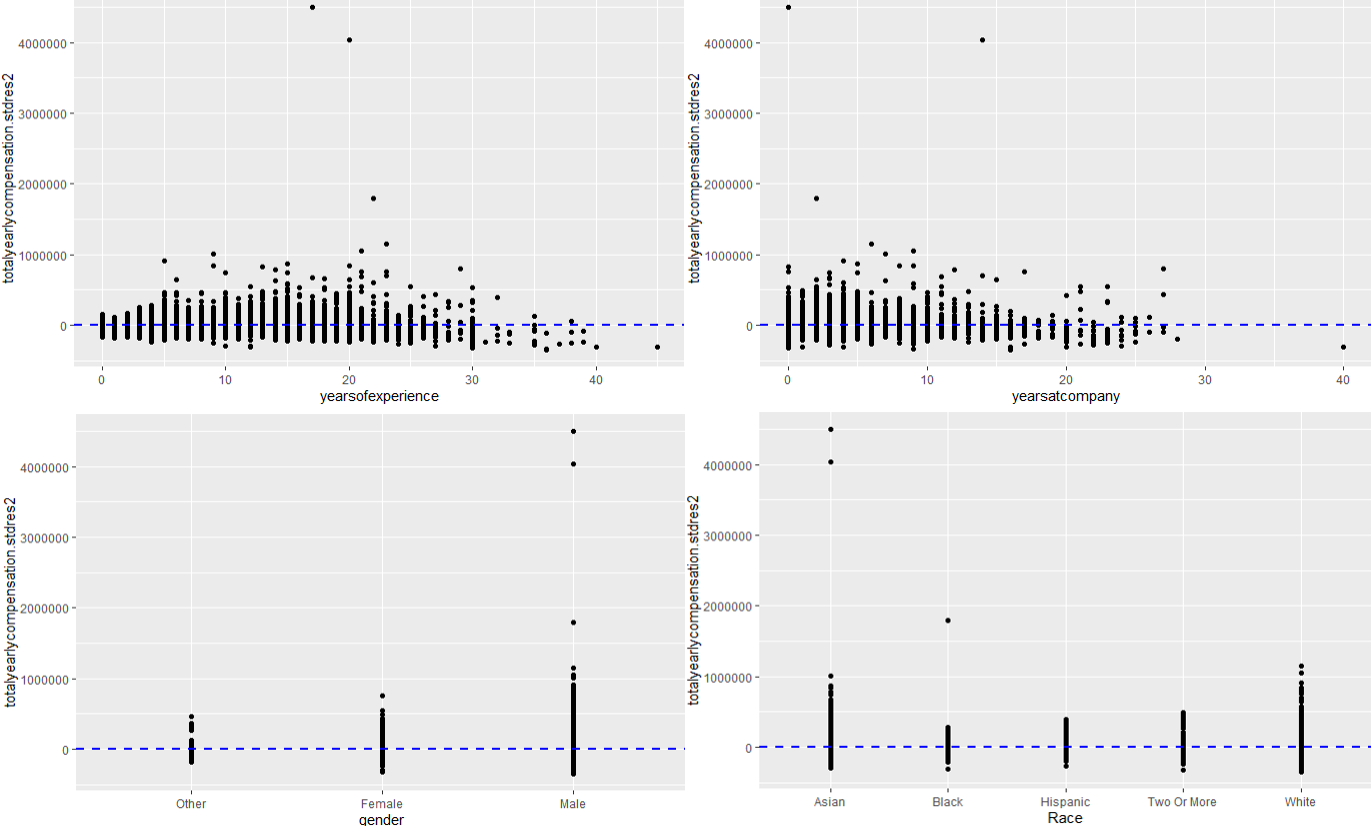 totalyearlycompensation.stdres2
4000000
3000000
2000000
1000000
0
0 10 20 30 40
yearsofexperience
totalyearlycompensation.stdres2
4000000
3000000
2000000
1000000
0
0 10 20 30 40
yearsatcompany
totalyearlycompensation.stdres2
4000000
3000000
2000000
1000000
0
Other Female Male
gender
totalyearlycompensation.stdres2
4000000
3000000
2000000
1000000
0
Asian Black Hispanic Two Or More White
Race